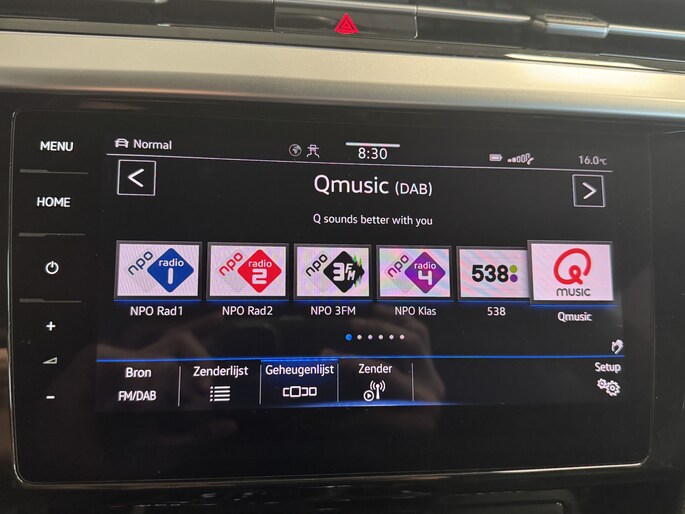 MENU
HOME
Normal
8:30
16.0°C
Qmusic (DAB)
Q sounds better with you
npo radio 1
npo radio 2
npo 3FM
npo radio 4
538
Q MUSIC
NPO Rad1
NPO Rad2
NPO 3FM
NPO Klas
538
Qmusic
Bron
FM/DAB
Zenderlijst
Geheugenlijst
Zender
Setup